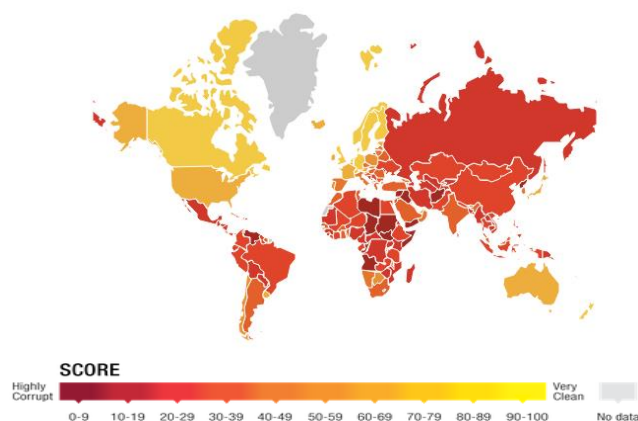 SCORE
Highly Corrupt
Very Clean
0-9 10-19 20-29 30-39 40-49 50-59 60-69 70-79 80-89 90-100 No data